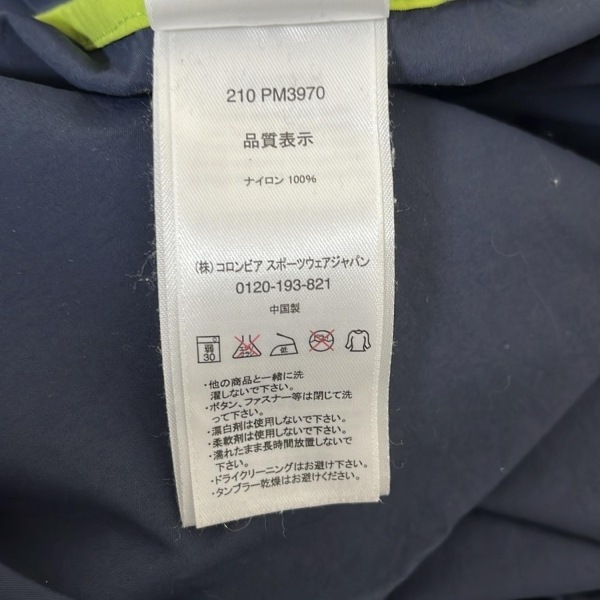 210 PM3970
品質表示
ナイロン 100%
(株) コロンビア スポーツウェアジャパン
0120-193-821
中国製
弱
30
低
・他の商品と一緒に洗
濯しないで下さい。
・ボタン、ファスナー等は閉じて洗
って下さい。
・漂白剤は使用しないで下さい。
・柔軟剤は使用しないで下さい。
・濡れたまま長時間放置しないで
下さい。
・ドライクリーニングはお避け下さい。
・タンブラー乾燥はお避けください。